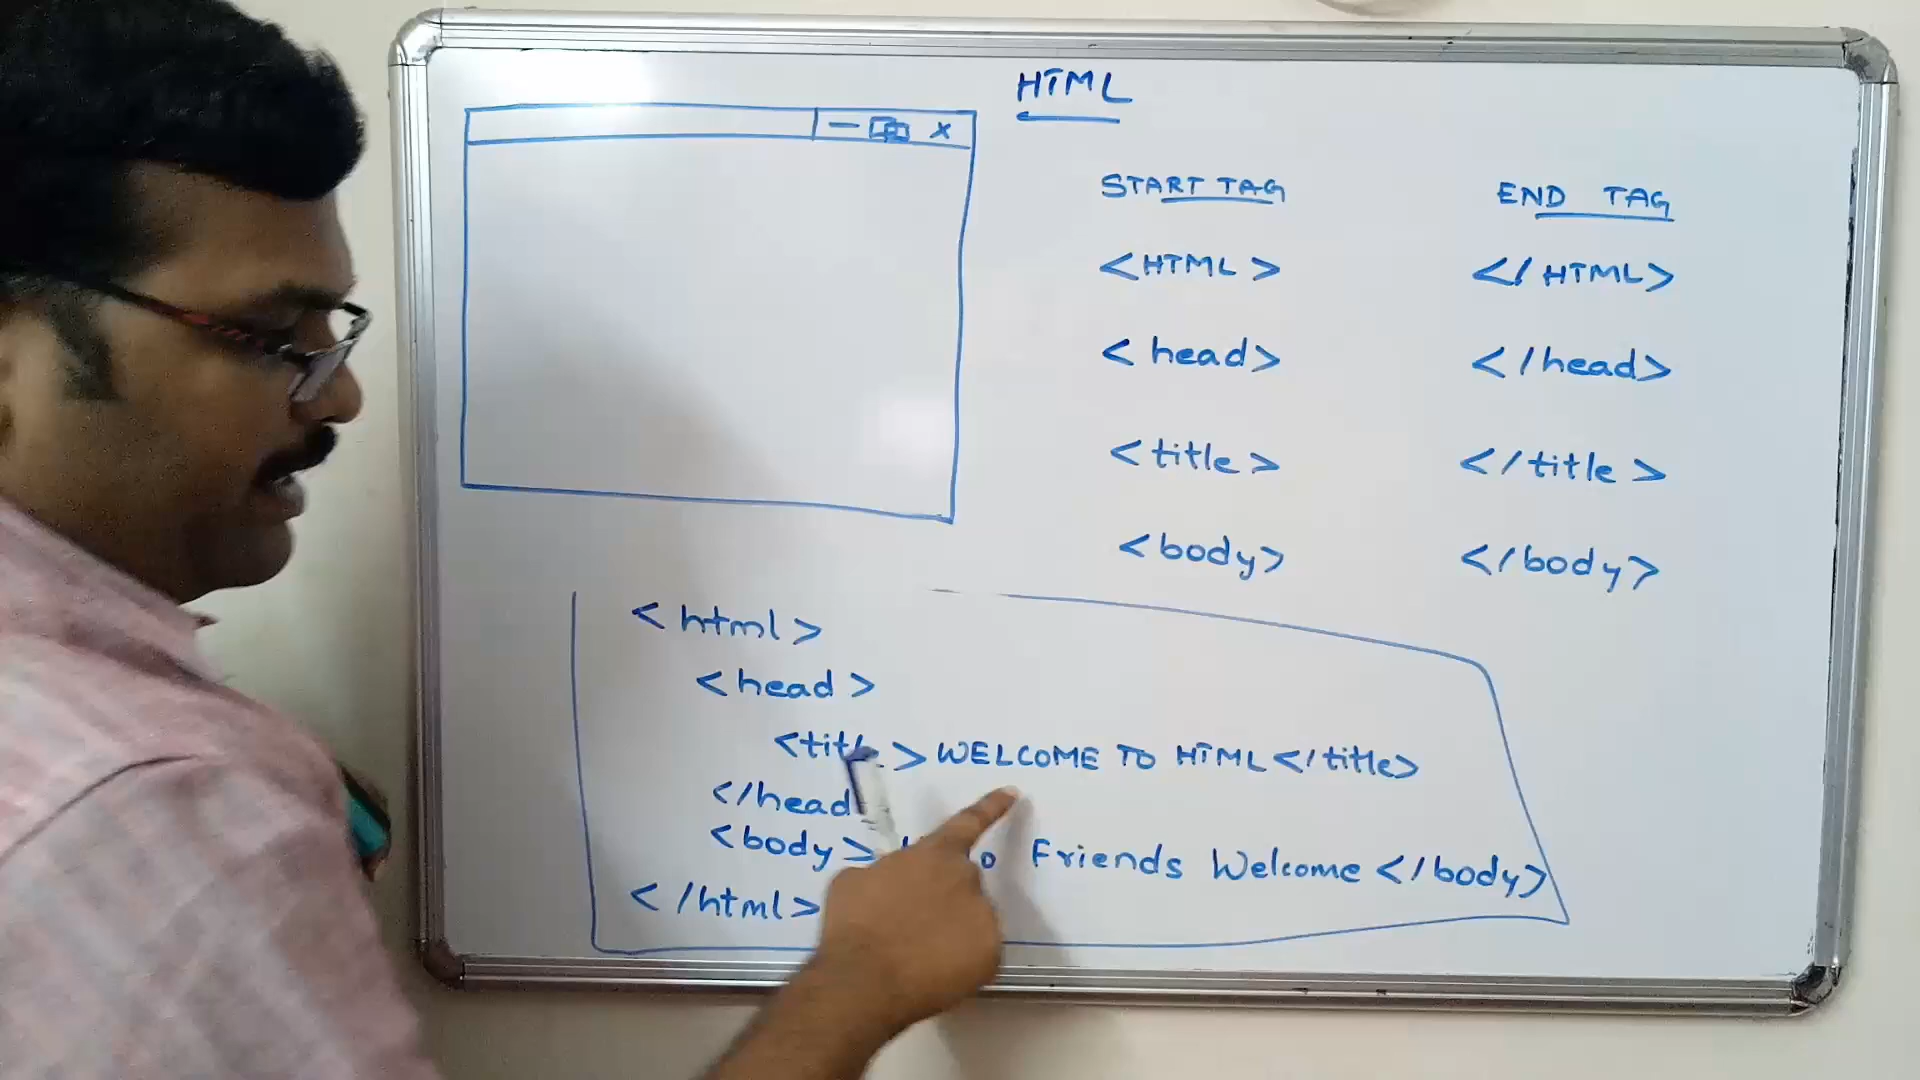 HTML
START TAG END TAG
<HTML> </HTML>
<head> </head>
<title> </title>
<body> </body>
<html>
<head>
> WELCOME TO HTML </title>
</head
<body> Friends Welcome </body>
</html>